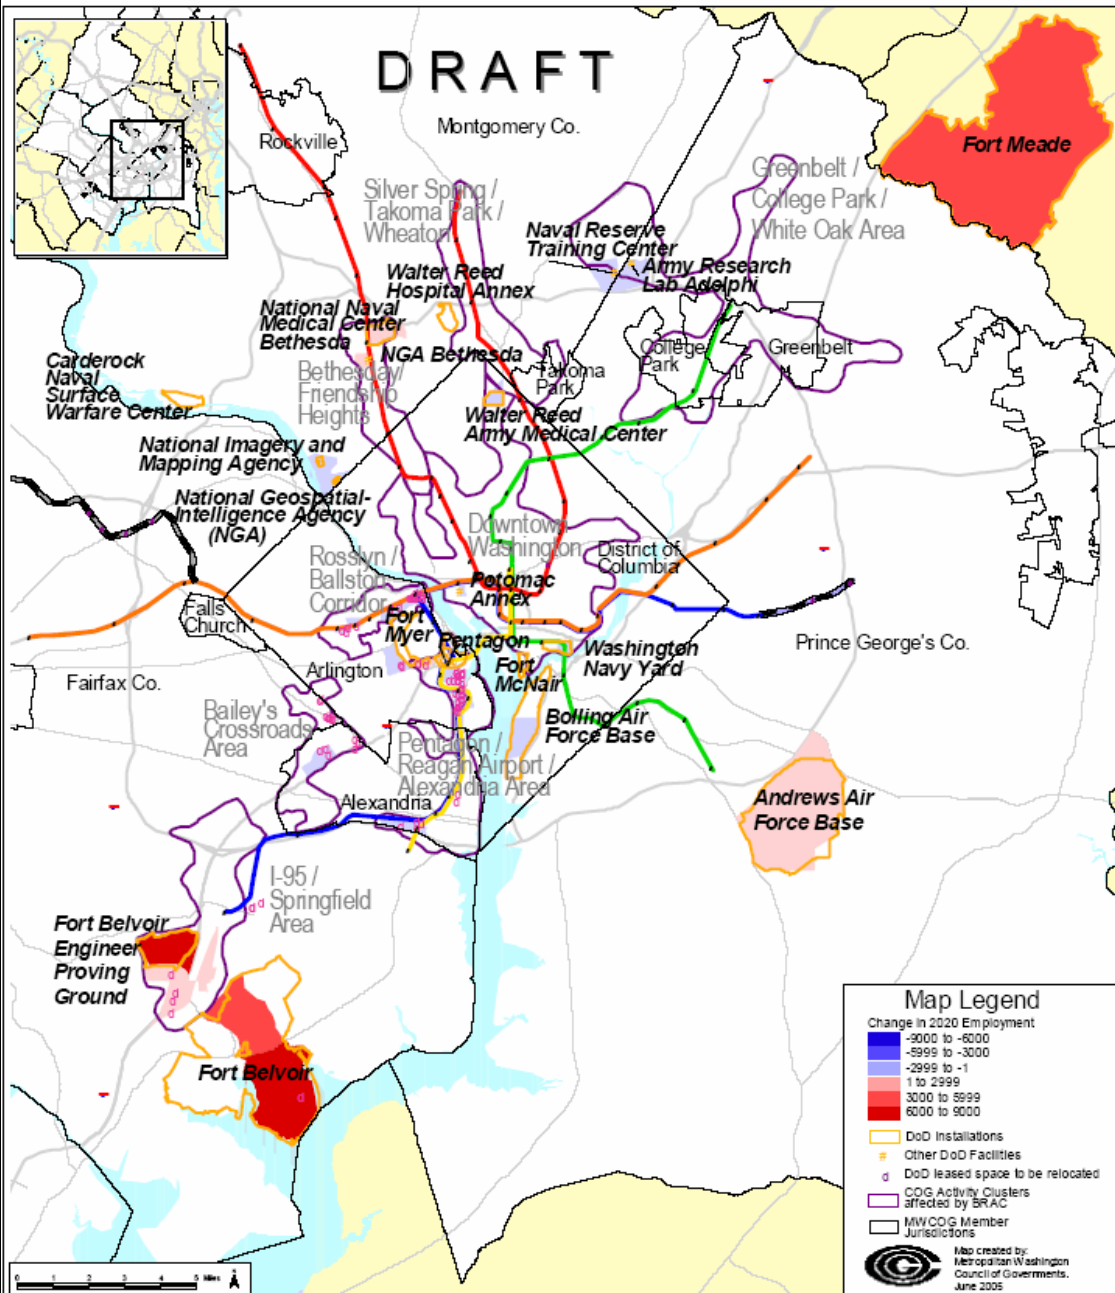 DRAFT
Montgomery Co.
Rockville
Fort Meade
Silver Spring /
Takoma Park /
Wheaton
Greenbelt /
College Park /
White Oak Area
Naval Reserve
Training Center
Army Research
Lab Adelphi
Walter Reed
Hospital Annex
National Naval
Medical Center
Bethesda
NGA Bethesda
Bethesday/
Friendship
Heights
Takoma
Park
College
Park
Greenbelt
Carderock
Naval
Surface
Warfare Center
Walter Reed
Army Medical Center
National Imagery and
Mapping Agency
National Geospatial-
Intelligence Agency
(NGA)
Downtown
Washington
District of
Columbia
Rosslyn /
Ballston
Corridor
Potomac
Annex
Falls
Church
Fort
Myer
Pentagon
Washington
Navy Yard
Prince George's Co.
Fort
McNair
Arlington
Fairfax Co.
Bailey's
Crossroads
Area
Bolling Air
Force Base
Pentagon /
Reagan Airport /
Alexandria Area
Alexandria
Andrews Air
Force Base
I-95 /
Springfield
Area
Fort Belvoir
Engineer
Proving
Ground
Fort Belvoir
Map Legend
Change in 2020 Employment
-9000 to -6000
-5999 to -3000
-2999 to -1
1 to 2999
3000 to 5999
6000 to 9000
DoD Installations
Other DoD Facilities
DoD leased space to be relocated
COG Activity Clusters
affected by BRAC
MWCOG Member
Jurisdictions
Map created by:
Metropolitan Washington
Council of Governments.
June 2005
0 1 2 3 4 5 Miles